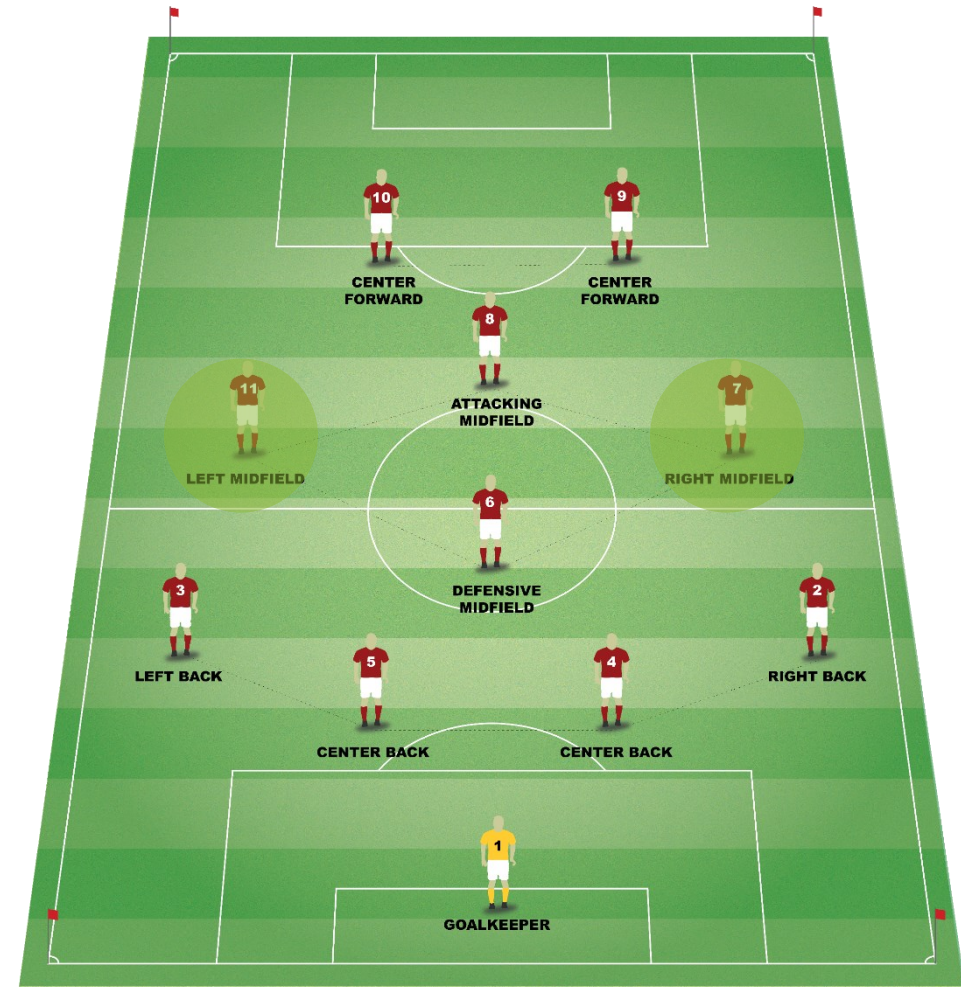 10
9
CENTER
FORWARD
CENTER
FORWARD
8
11
7
ATTACKING
MIDFIELD
LEFT MIDFIELD
RIGHT MIDFIELD
6
DEFENSIVE
MIDFIELD
3
2
5
4
LEFT BACK
RIGHT BACK
CENTER BACK
CENTER BACK
1
GOALKEEPER